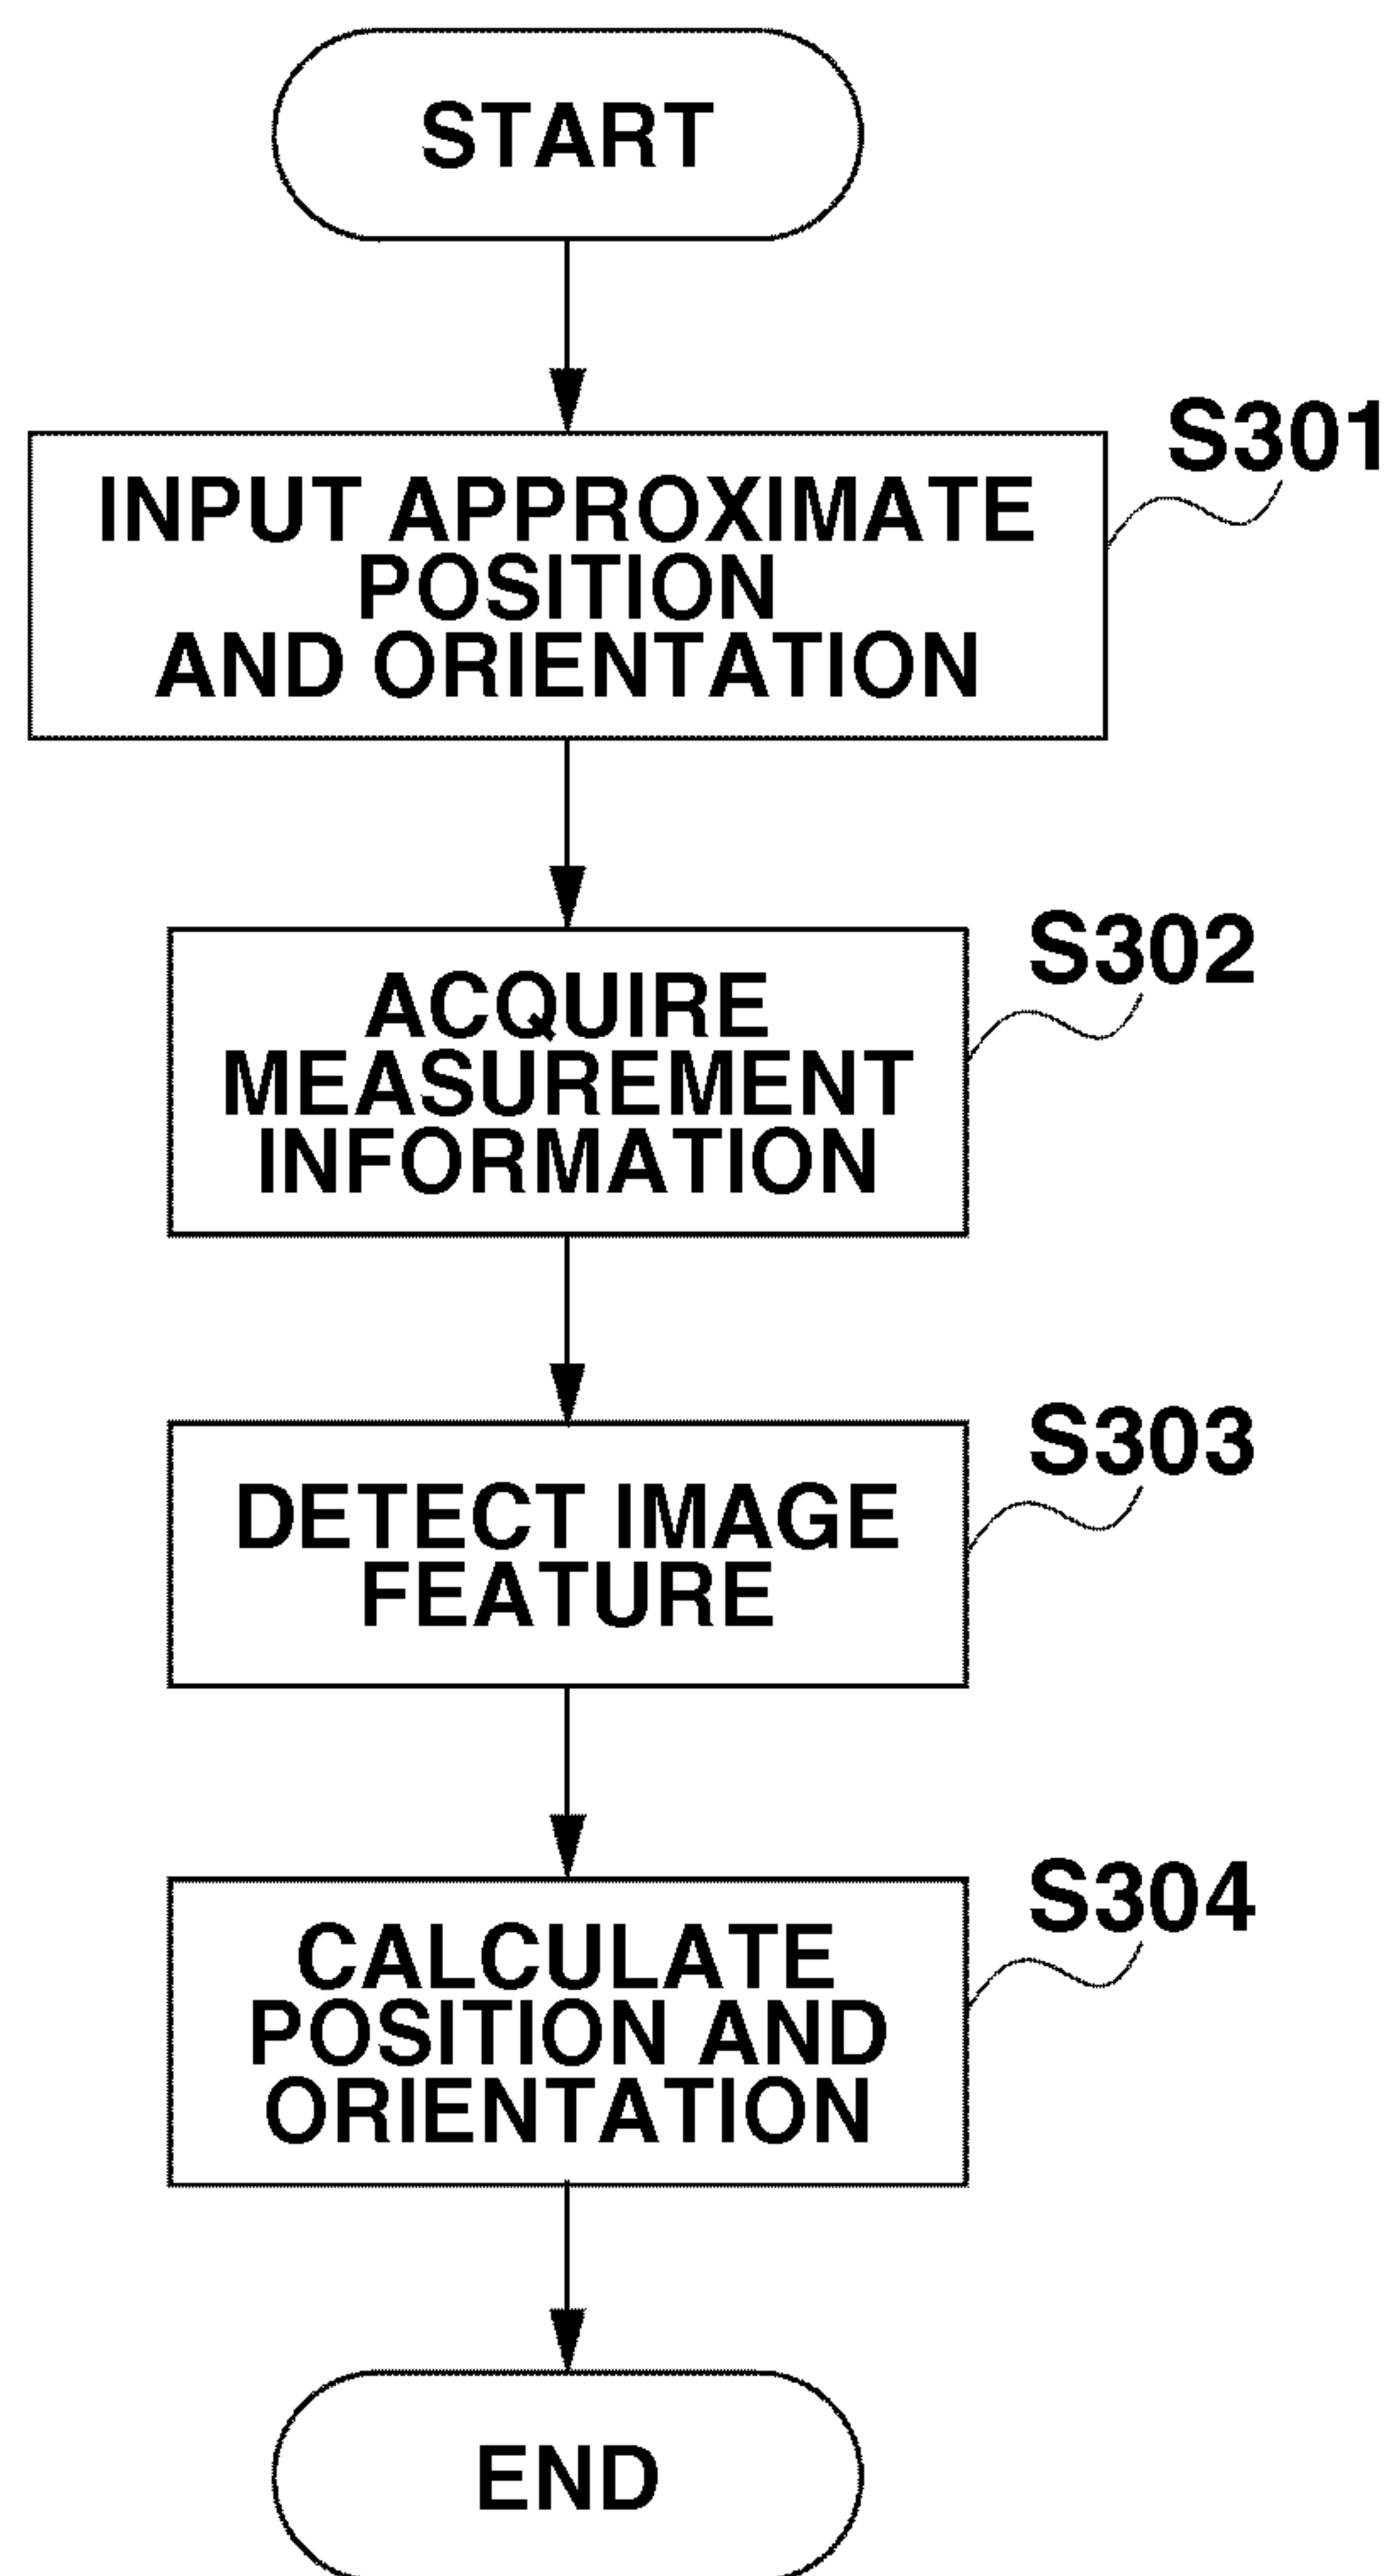 START
S301
INPUT APPROXIMATE
POSITION
AND ORIENTATION
S302
ACQUIRE
MEASUREMENT
INFORMATION
S303
DETECT IMAGE
FEATURE
S304
CALCULATE
POSITION AND
ORIENTATION
END